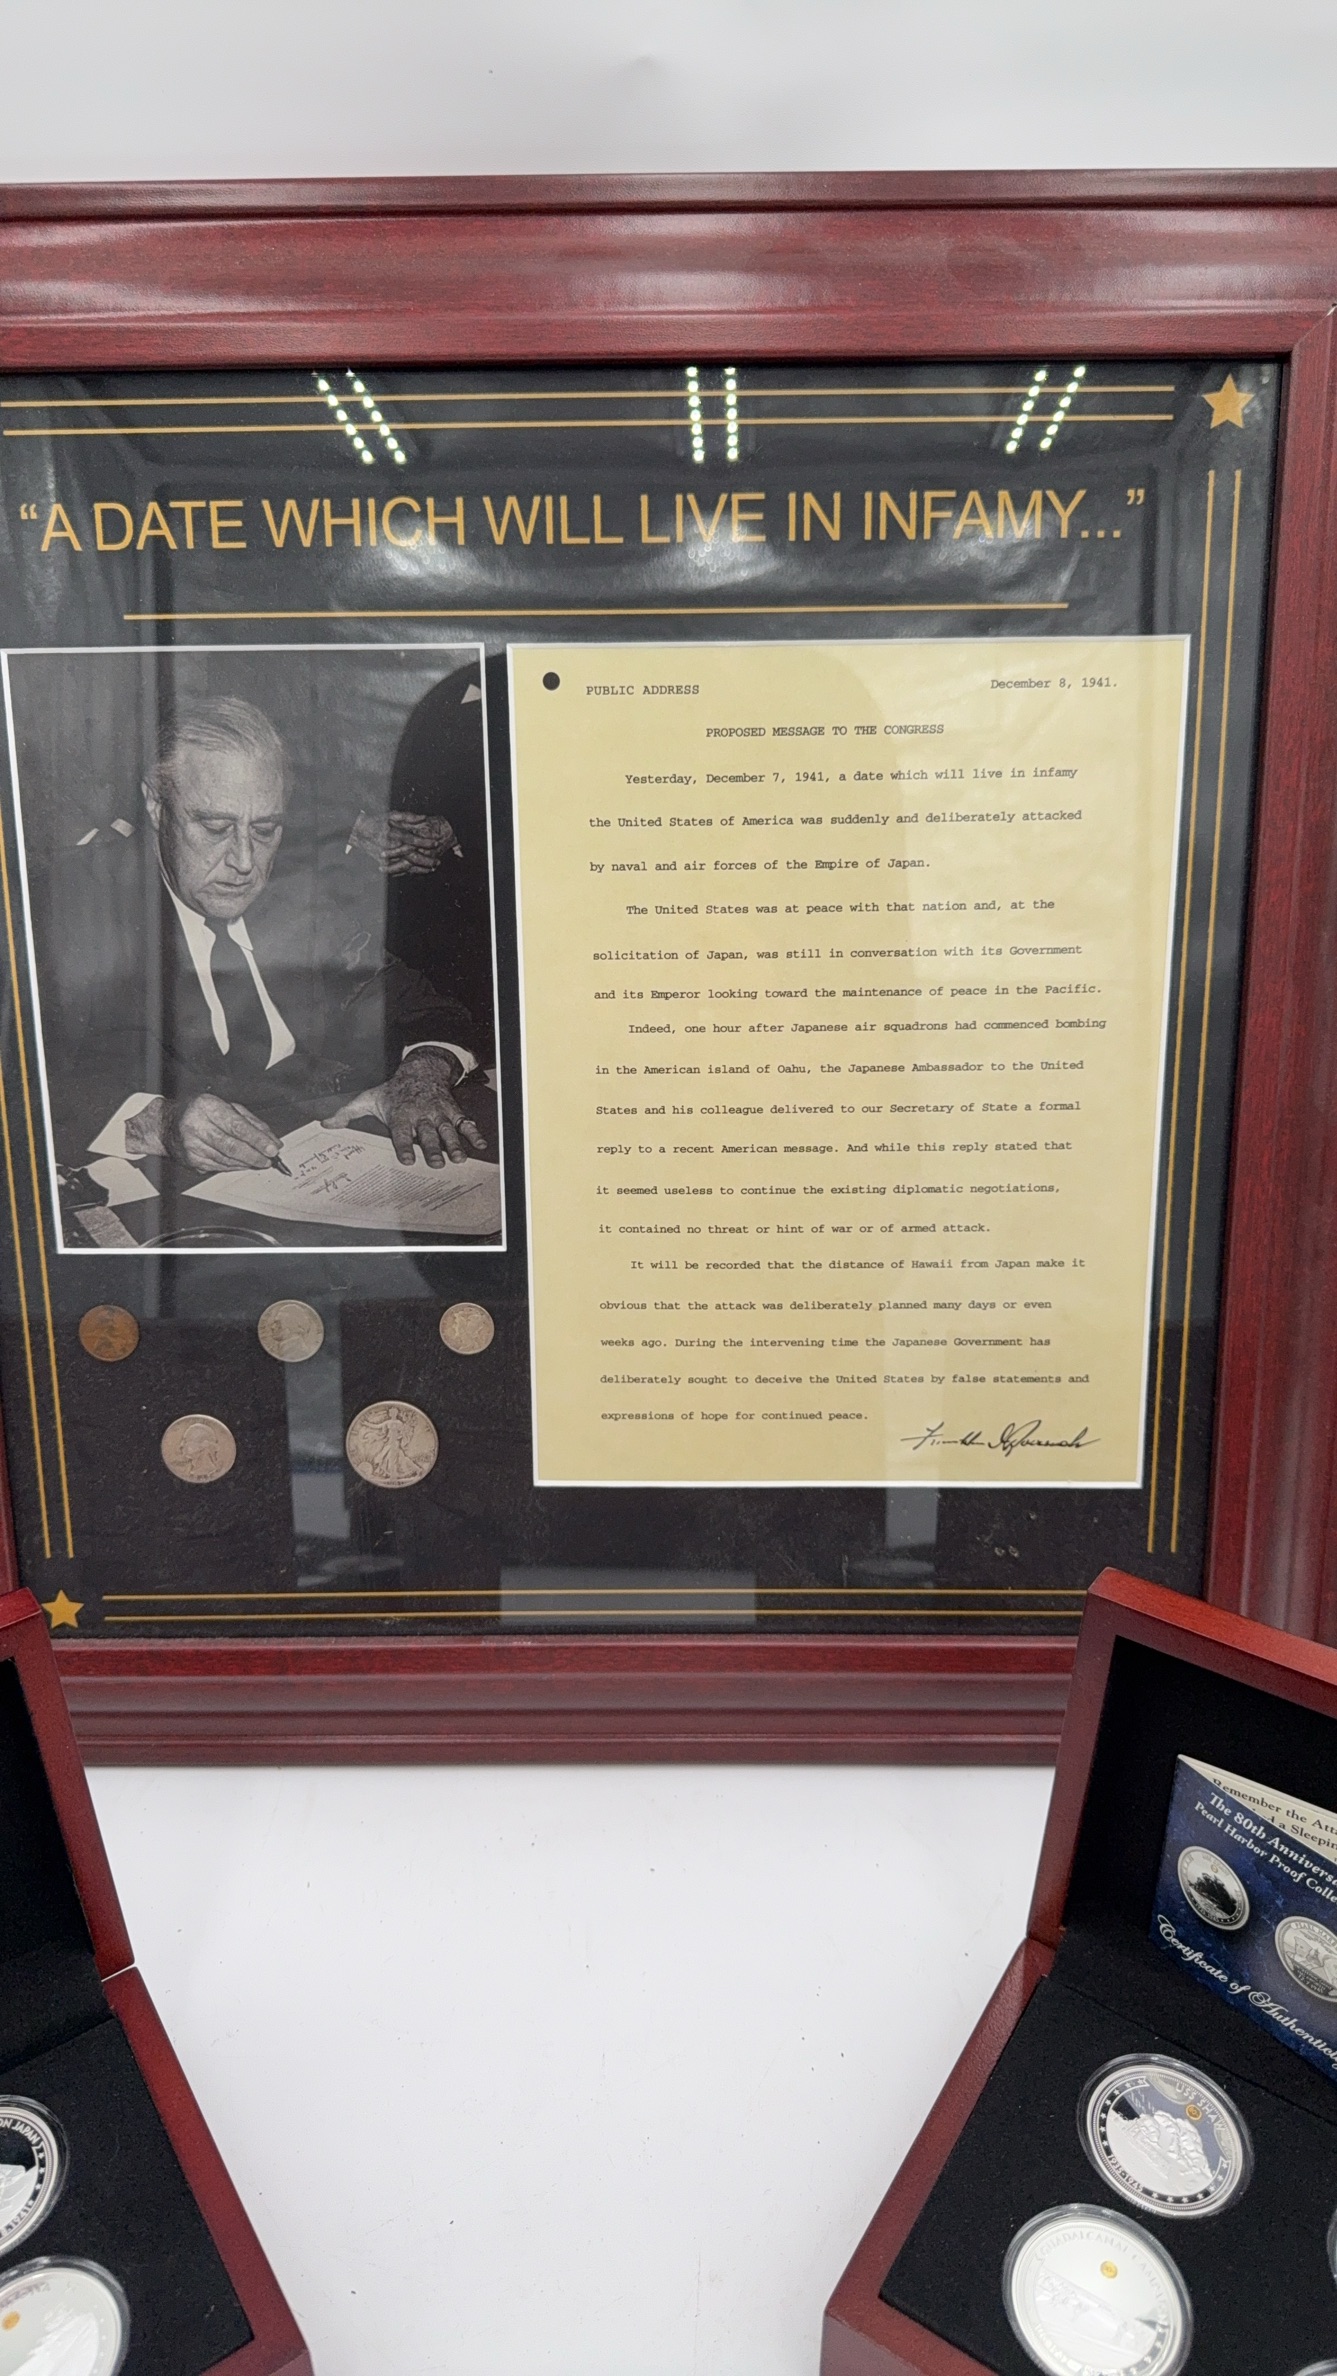 “A DATE WHICH WILL LIVE IN INFAMY...”
PUBLIC ADDRESS
December 8, 1941.
PROPOSED MESSAGE TO THE CONGRESS
Yesterday, December 7, 1941, a date which will live in infamy
the United States of America was suddenly and deliberately attacked
by naval and air forces of the Empire of Japan.
The United States was at peace with that nation and, at the
solicitation of Japan, was still in conversation with its Government
and its Emperor looking toward the maintenance of peace in the Pacific.
Indeed, one hour after Japanese air squadrons had commenced bombing
in the American island of Oahu, the Japanese Ambassador to the United
States and his colleague delivered to our Secretary of State a formal
reply to a recent American message. And while this reply stated that
it seemed useless to continue the existing diplomatic negotiations,
it contained no threat or hint of war or of armed attack.
It will be recorded that the distance of Hawaii from Japan make it
obvious that the attack was deliberately planned many days or even
weeks ago. During the intervening time the Japanese Government has
deliberately sought to deceive the United States by false statements and
expressions of hope for continued peace.
Remember the
a
The 80th
Pearl Harbor Proof
Certificate of
USS SHAW
GUADALCANAL
ON JAPAN